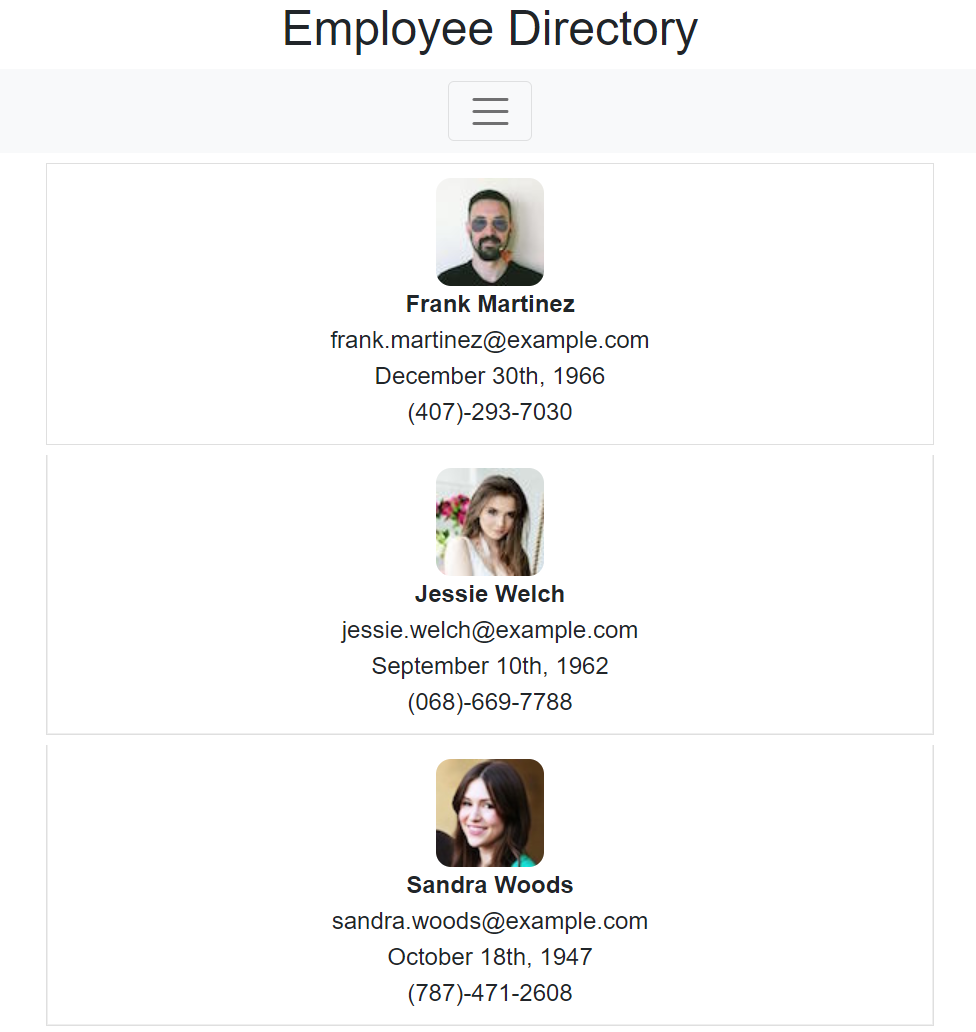 Employee Directory
Frank Martinez
frank.martinez@example.com
December 30th, 1966
(407)-293-7030
Jessie Welch
jessie.welch@example.com
September 10th, 1962
(068)-669-7788
Sandra Woods
sandra.woods@example.com
October 18th, 1947
(787)-471-2608